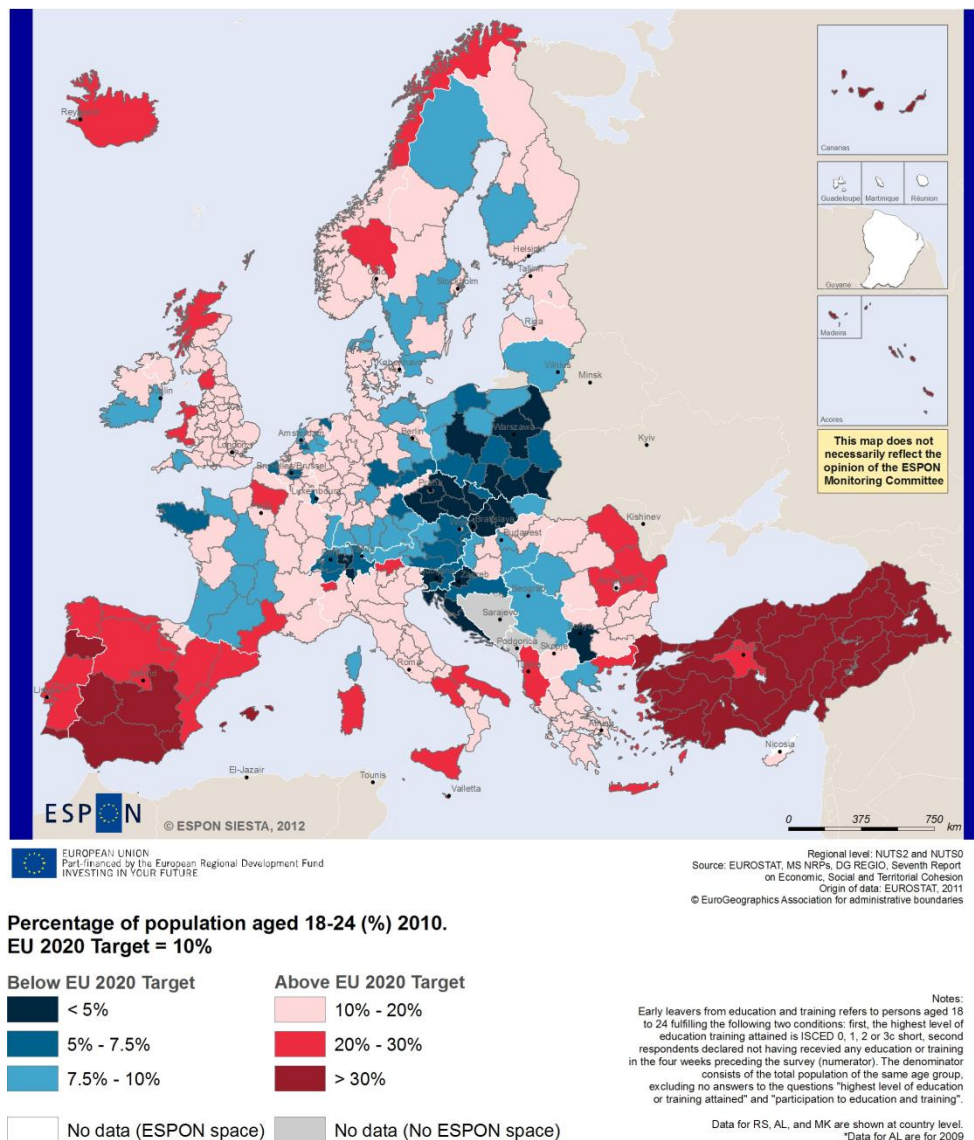 Reykjavik
Canarias
Guadeloupe
Martinique
Réunion
Guyane
Madeira
Acores
This map does not
necessarily reflect the
opinion of the ESPON
Monitoring Committee
Helsinki
Tallinn
Oslo
Stockholm
Riga
København
Vilnius
Minsk
Dublin
Amsterdam
Berlin
Warszawa
London
Bruxelles/Brussel
Kyiv
Luxembourg
Praha
Bratislava
Kishinev
Budapest
Zagreb
Beograd
Sarajevo
Podgorica
Skopje
Roma
Madrid
Athinai
Nicosia
El-Jazair
Tounis
Valletta
ESPON
© ESPON SIESTA, 2012
0 375 750
km
EUROPEAN UNION
Part-financed by the European Regional Development Fund
INVESTING IN YOUR FUTURE
Regional level: NUTS2 and NUTS0
Source: EUROSTAT, MS NRPs, DG REGIO, Seventh Report
on Economic, Social and Territorial Cohesion
Origin of data: EUROSTAT, 2011
© EuroGeographics Association for administrative boundaries
Percentage of population aged 18-24 (%) 2010.
EU 2020 Target = 10%
Below EU 2020 Target
< 5%
5% - 7.5%
7.5% - 10%
No data (ESPON space)
Above EU 2020 Target
10% - 20%
20% - 30%
> 30%
No data (No ESPON space)
Notes:
Early leavers from education and training refers to persons aged 18
to 24 fulfilling the following two conditions: first, the highest level of
education training attained is ISCED 0, 1, 2 or 3c short, second
respondents declared not having recevied any education or training
in the four weeks preceding the survey (numerator). The denominator
consists of the total population of the same age group,
excluding no answers to the questions "highest level of education
or training attained" and "participation to education and training".
Data for RS, AL, and MK are shown at country level.
*Data for AL are for 2009